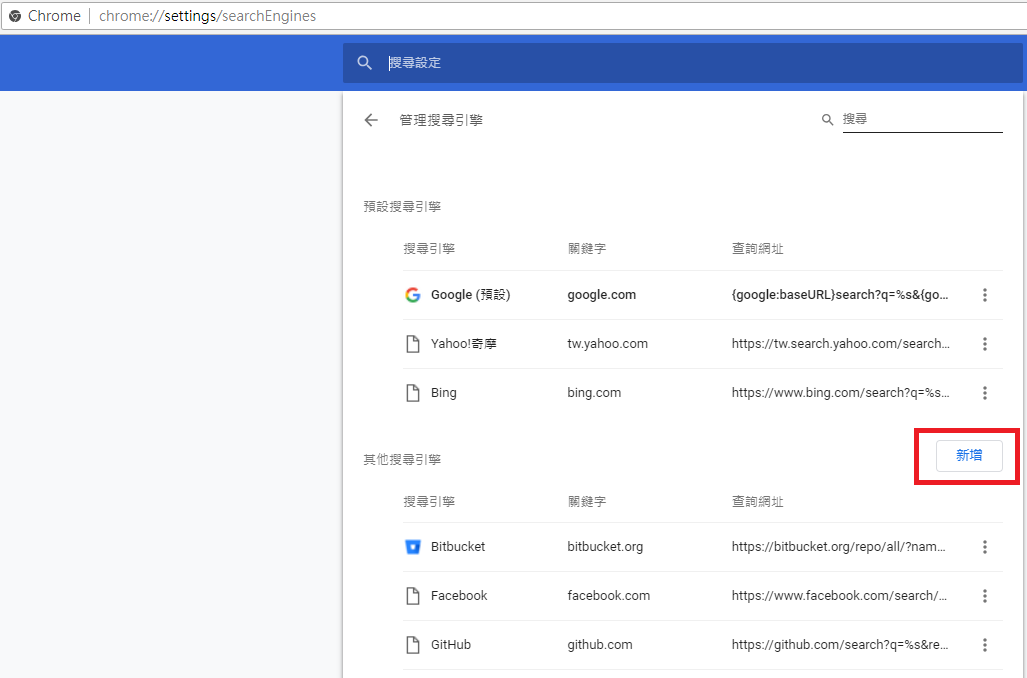 Chrome | chrome://settings/searchEngines
搜尋設定
管理搜尋引擎 搜尋
預設搜尋引擎
搜尋引擎 關鍵字 查詢網址
Google (預設) google.com {google:baseURL}search?q=%s&{go...
Yahoo!奇摩 tw.yahoo.com https://tw.search.yahoo.com/search...
Bing bing.com https://www.bing.com/search?q=%s...
其他搜尋引擎 新增
搜尋引擎 關鍵字 查詢網址
Bitbucket bitbucket.org https://bitbucket.org/repo/all/?nam...
Facebook facebook.com https://www.facebook.com/search/...
GitHub github.com https://github.com/search?q=%s&re...